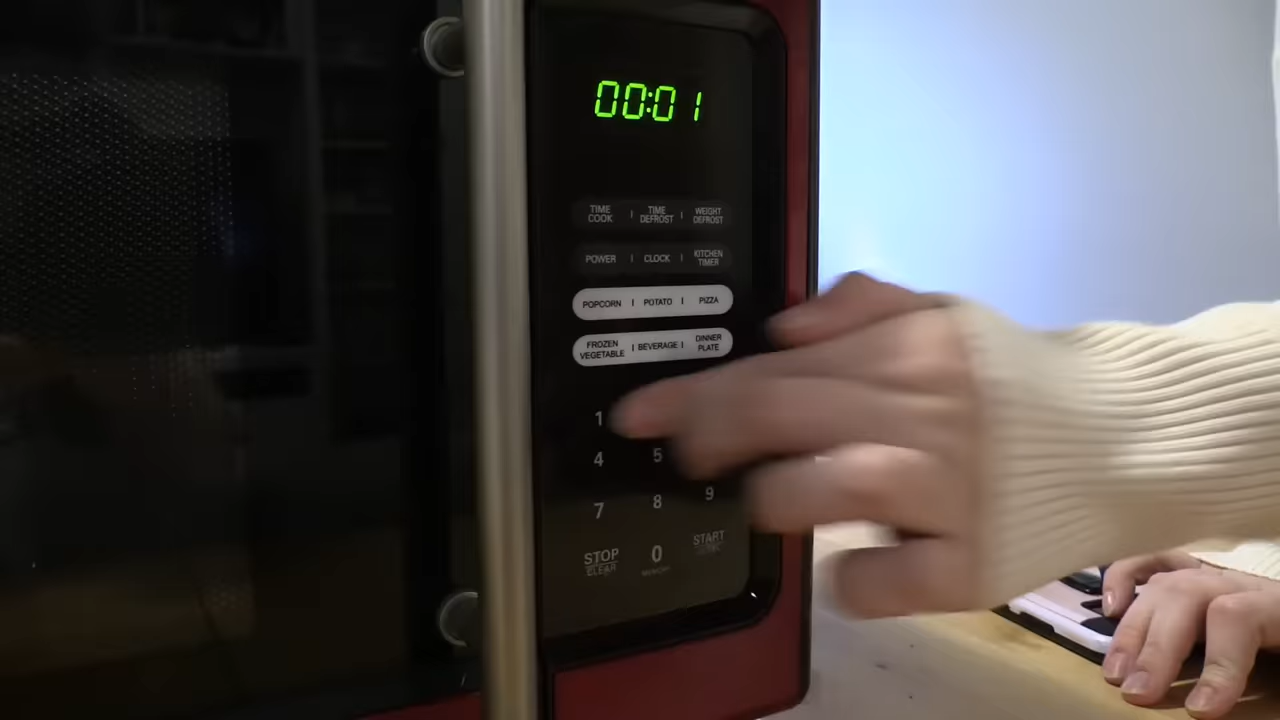 00:01
TIME COOK | TIME DEFROST | WEIGHT DEFROST
POWER | CLOCK | KITCHEN TIMER
POPCORN | POTATO | PIZZA
FROZEN VEGETABLE | BEVERAGE | DINNER PLATE
1
4 5
7 8 9
STOP CLEAR 0 START